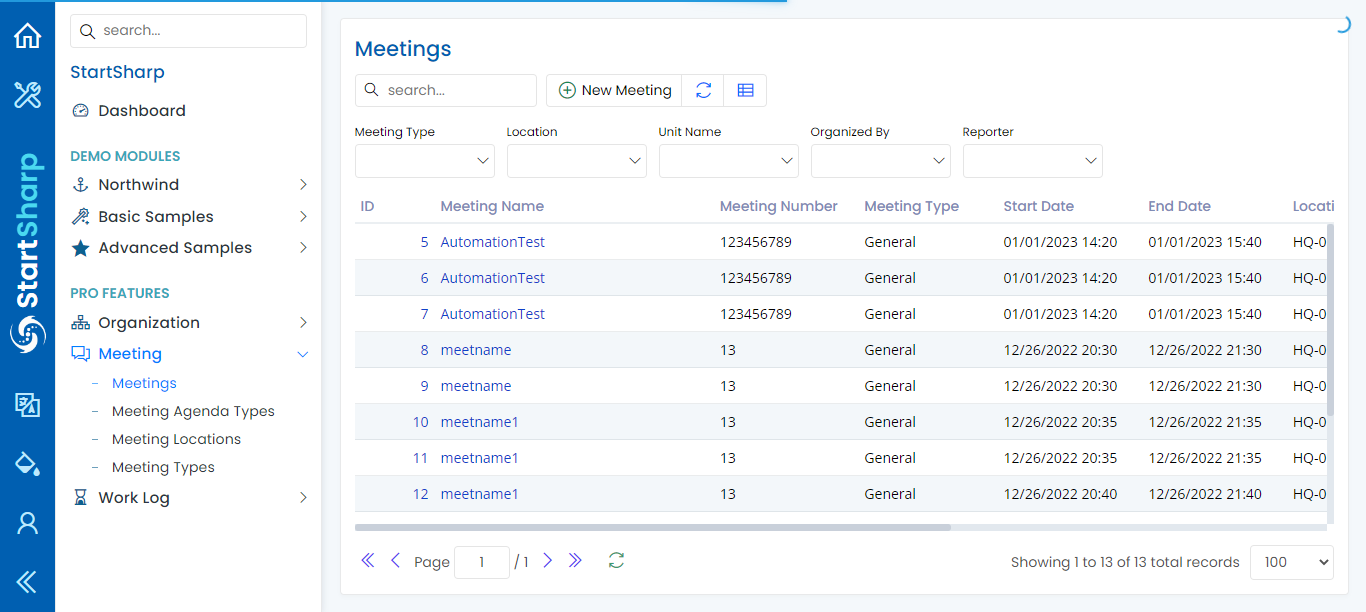 search...
StartSharp
Dashboard
DEMO MODULES
Northwind
Basic Samples
Advanced Samples
PRO FEATURES
Organization
Meeting
Meetings
Meeting Agenda Types
Meeting Locations
Meeting Types
Work Log
StartSharp
Meetings
search...
New Meeting
Meeting Type Location Unit Name Organized By Reporter
ID Meeting Name Meeting Number Meeting Type Start Date End Date Locati
5 AutomationTest 123456789 General 01/01/2023 14:20 01/01/2023 15:40 HQ-0
6 AutomationTest 123456789 General 01/01/2023 14:20 01/01/2023 15:40 HQ-0
7 AutomationTest 123456789 General 01/01/2023 14:20 01/01/2023 15:40 HQ-0
8 meetname 13 General 12/26/2022 20:30 12/26/2022 21:30 HQ-0
9 meetname 13 General 12/26/2022 20:30 12/26/2022 21:30 HQ-0
10 meetname1 13 General 12/26/2022 20:35 12/26/2022 21:35 HQ-0
11 meetname1 13 General 12/26/2022 20:35 12/26/2022 21:35 HQ-0
12 meetname1 13 General 12/26/2022 20:40 12/26/2022 21:40 HQ-0
Page 1 / 1 Showing 1 to 13 of 13 total records 100